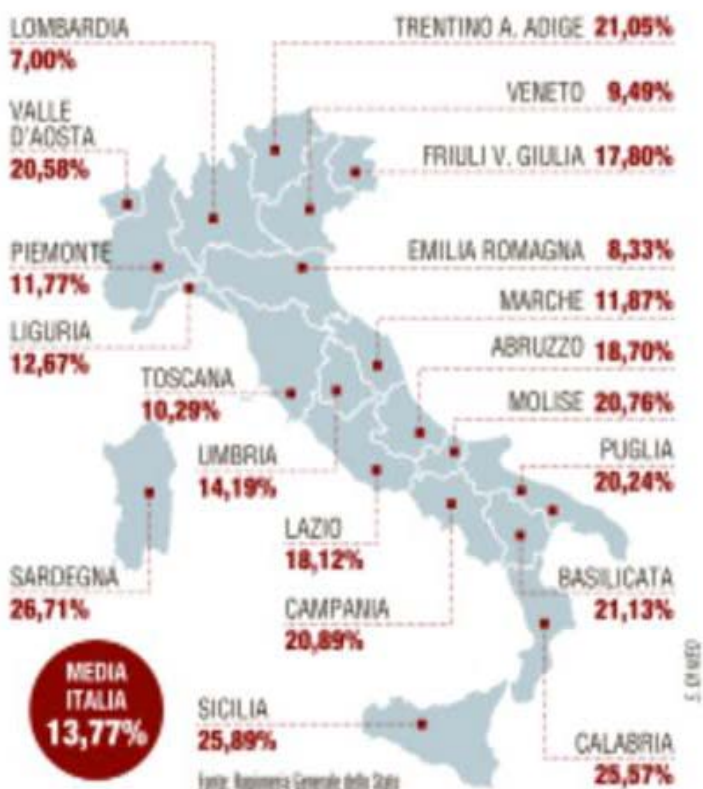 LOMBARDIA
7,00%
TRENTINO A. ADIGE 21,05%
VALLE
D'AOSTA
20,58%
VENETO 9,49%
FRIULI V. GIULIA 17,80%
PIEMONTE
11,77%
EMILIA ROMAGNA 8,33%
MARCHE 11,87%
LIGURIA
12,67%
ABRUZZO 18,70%
TOSCANA
10,29%
MOLISE 20,76%
UMBRIA
14,19%
PUGLIA
20,24%
LAZIO
18,12%
SARDEGNA
26,71%
BASILICATA
21,13%
CAMPANIA
20,89%
MEDIA
ITALIA
13,77%
SICILIA
25,89%
CALABRIA
25,57%
Fonte: Ragioneria Generale dello Stato
S. DI MEO